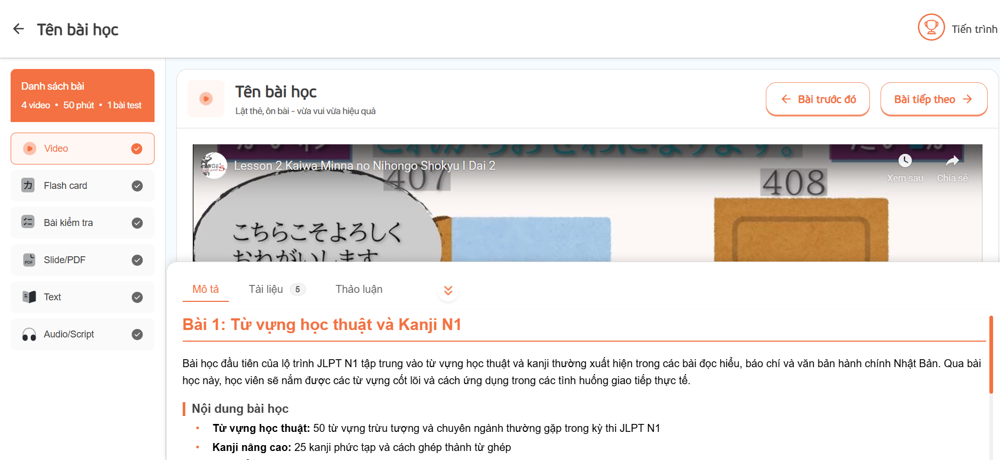 Tên bài học
Tiến trình
Danh sách bài
4 video • 50 phút • 1 bài test
Video
Flash card
Bài kiểm tra
PDF
Slide/PDF
Text
Audio/Script
Tên bài học
Lật thẻ, ôn bài - vừa vui vừa hiệu quả
Bài trước đó
Bài tiếp theo
Lesson 2 Kaiwa Minna no Nihongo Shokyu I Dai 2
Xem sau
Chia sẻ
407
408
こちらこそよろしく
おねがいします
Mô tả
Tài liệu 5
Thảo luận
Bài 1: Từ vựng học thuật và Kanji N1
Bài học đầu tiên của lộ trình JLPT N1 tập trung vào từ vựng học thuật và kanji thường xuất hiện trong các bài đọc hiểu, báo chí và văn bản hành chính Nhật Bản. Qua bài
học này, học viên sẽ nắm được các từ vựng cốt lõi và cách ứng dụng trong các tình huống giao tiếp thực tế.
Nội dung bài học
• Từ vựng học thuật: 50 từ vựng trừu tượng và chuyên ngành thường gặp trong kỳ thi JLPT N1
• Kanji nâng cao: 25 kanji phức tạp và cách ghép thành từ ghép